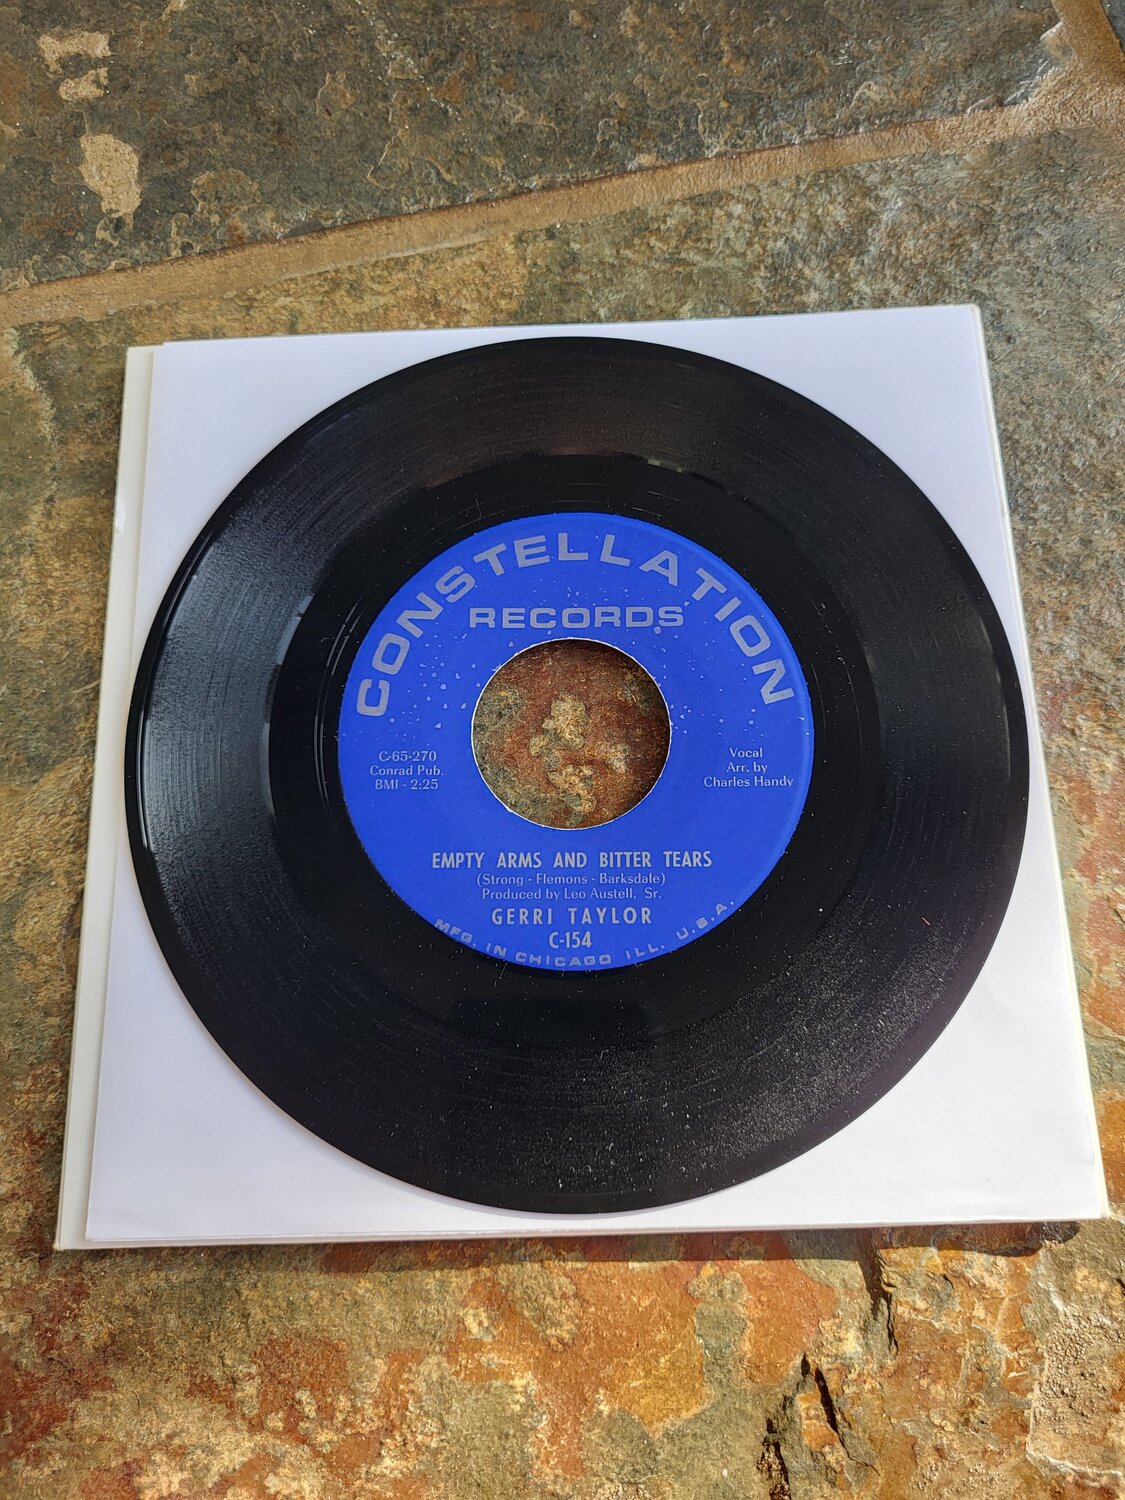 CONSTELLATION
RECORDS
C-65-270
Conrad Pub.
BMI - 2:25
Vocal
Arr. by
Charles Handy
EMPTY ARMS AND BITTER TEARS
(Strong - Flemons - Barksdale)
Produced by Leo Austell, Sr.
GERRI TAYLOR
C-154
MFG. IN CHICAGO ILL. U.S.A.